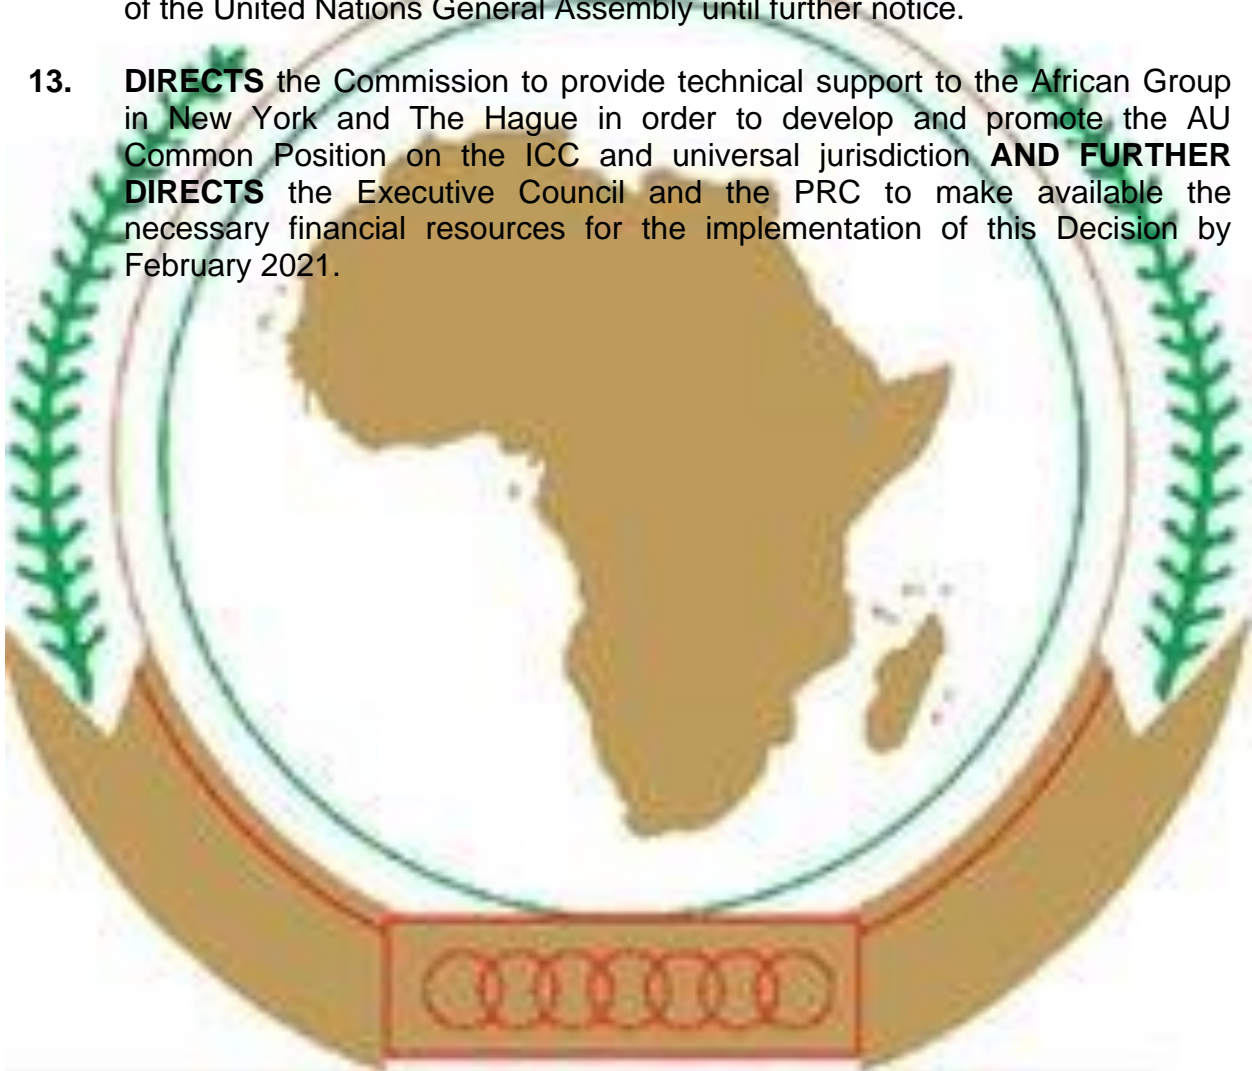 of the United Nations General Assembly until further notice.
13. DIRECTS the Commission to provide technical support to the African Group
in New York and The Hague in order to develop and promote the AU
Common Position on the ICC and universal jurisdiction AND FURTHER
DIRECTS the Executive Council and the PRC to make available the
necessary financial resources for the implementation of this Decision by
February 2021.